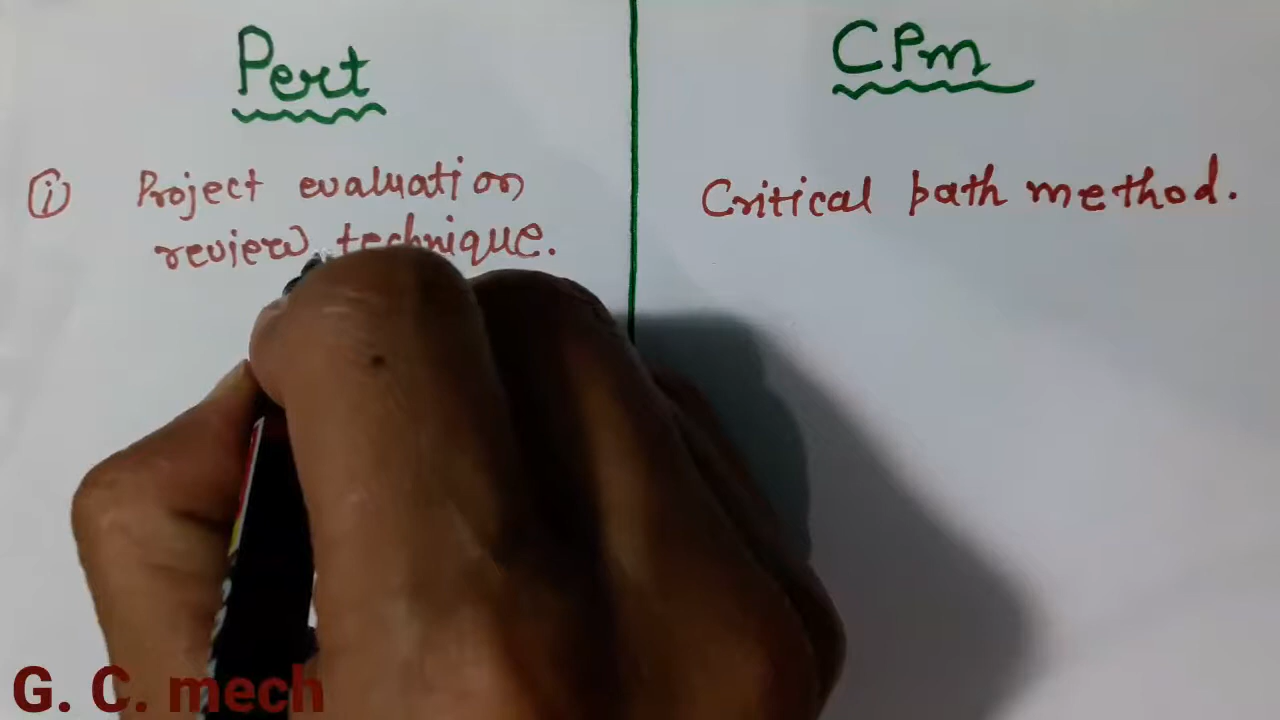 Pert
CPm
i Project evaluation
review technique.
Critical path method.
G. C. mech